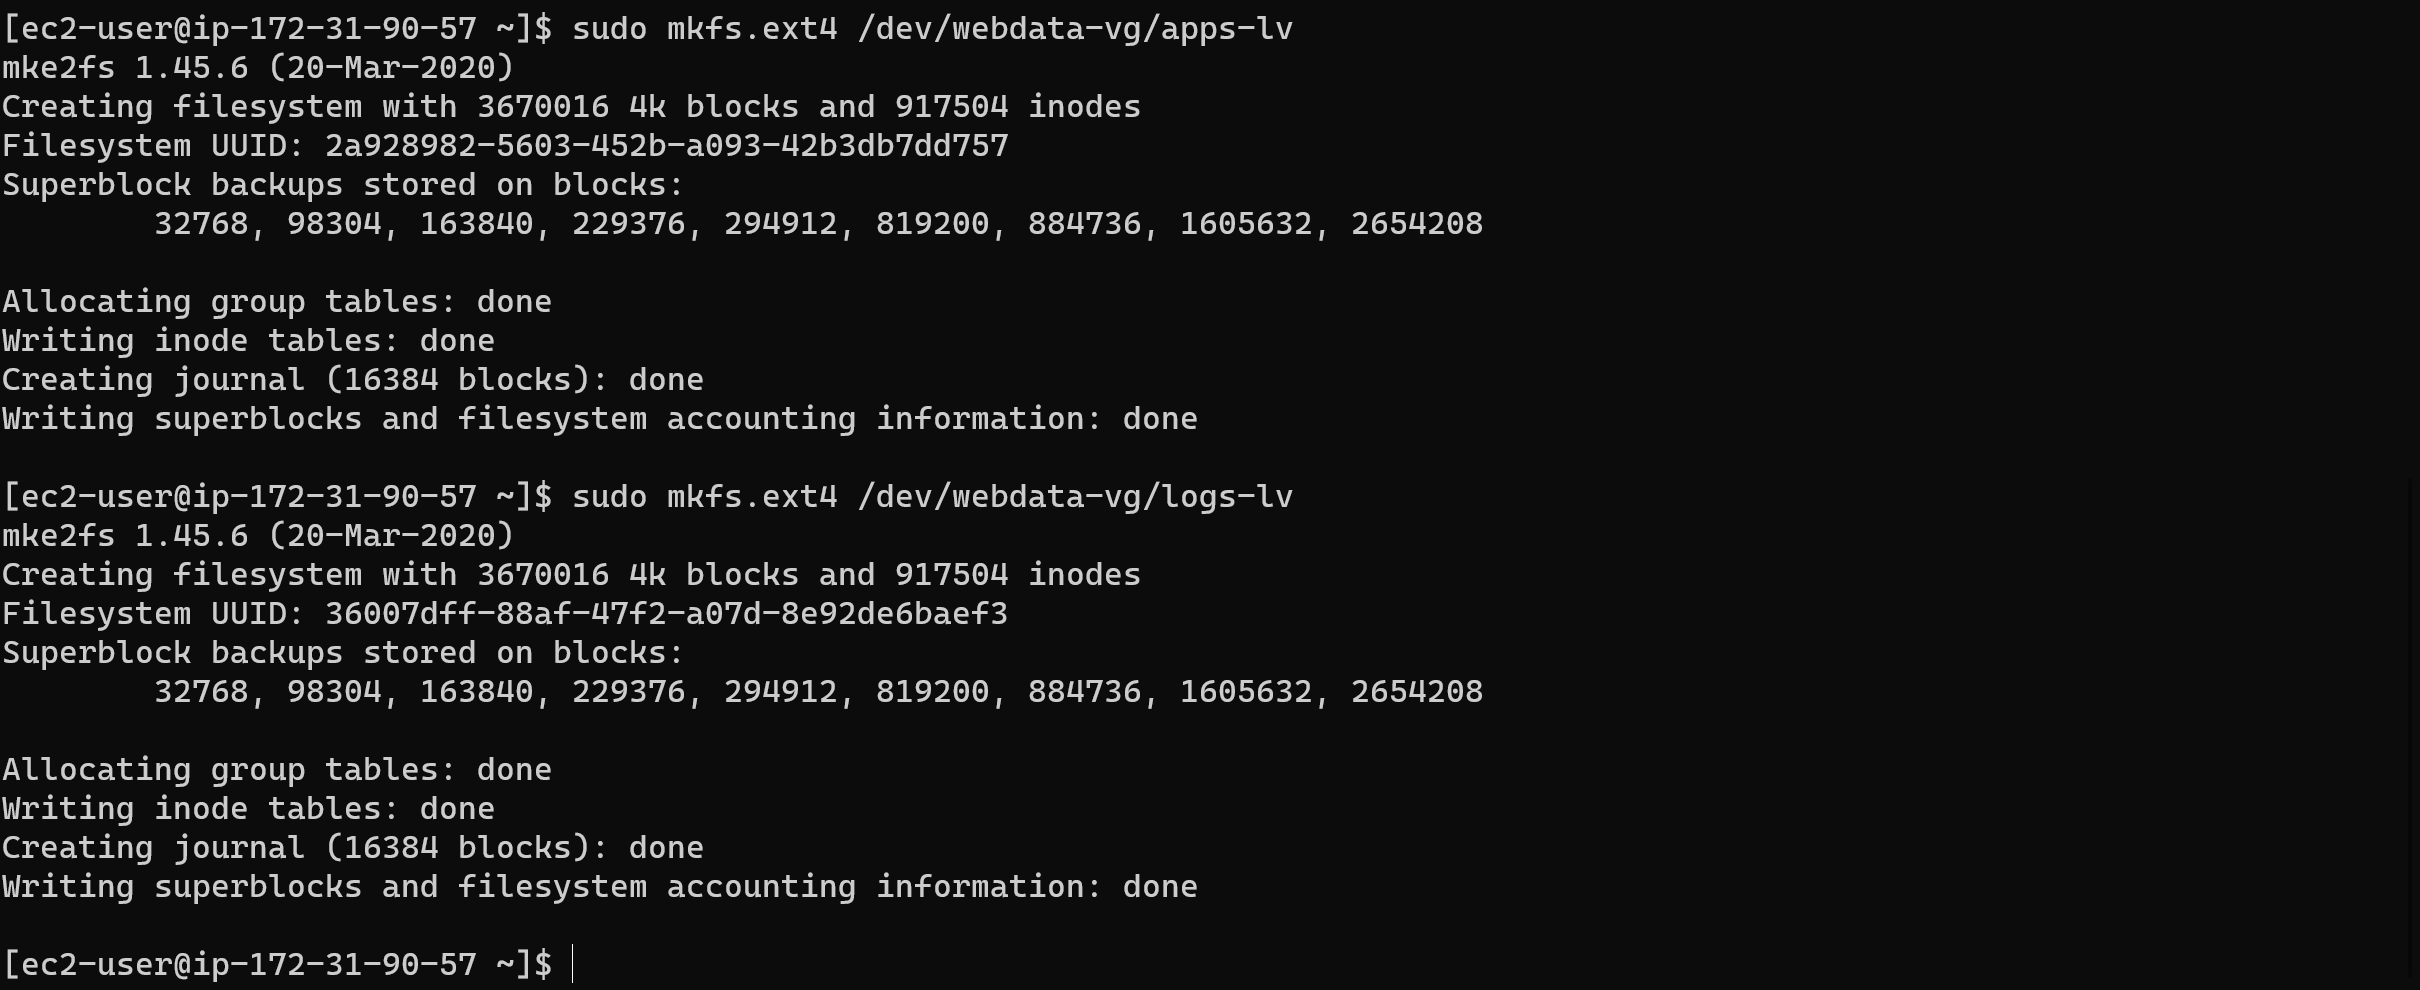 [ec2-user@ip-172-31-90-57 ~]$ sudo mkfs.ext4 /dev/webdata-vg/apps-lv
mke2fs 1.45.6 (20-Mar-2020)
Creating filesystem with 3670016 4k blocks and 917504 inodes
Filesystem UUID: 2a928982-5603-452b-a093-42b3db7dd757
Superblock backups stored on blocks:
        32768, 98304, 163840, 229376, 294912, 819200, 884736, 1605632, 2654208

Allocating group tables: done
Writing inode tables: done
Creating journal (16384 blocks): done
Writing superblocks and filesystem accounting information: done

[ec2-user@ip-172-31-90-57 ~]$ sudo mkfs.ext4 /dev/webdata-vg/logs-lv
mke2fs 1.45.6 (20-Mar-2020)
Creating filesystem with 3670016 4k blocks and 917504 inodes
Filesystem UUID: 36007dff-88af-47f2-a07d-8e92de6baef3
Superblock backups stored on blocks:
        32768, 98304, 163840, 229376, 294912, 819200, 884736, 1605632, 2654208

Allocating group tables: done
Writing inode tables: done
Creating journal (16384 blocks): done
Writing superblocks and filesystem accounting information: done

[ec2-user@ip-172-31-90-57 ~]$